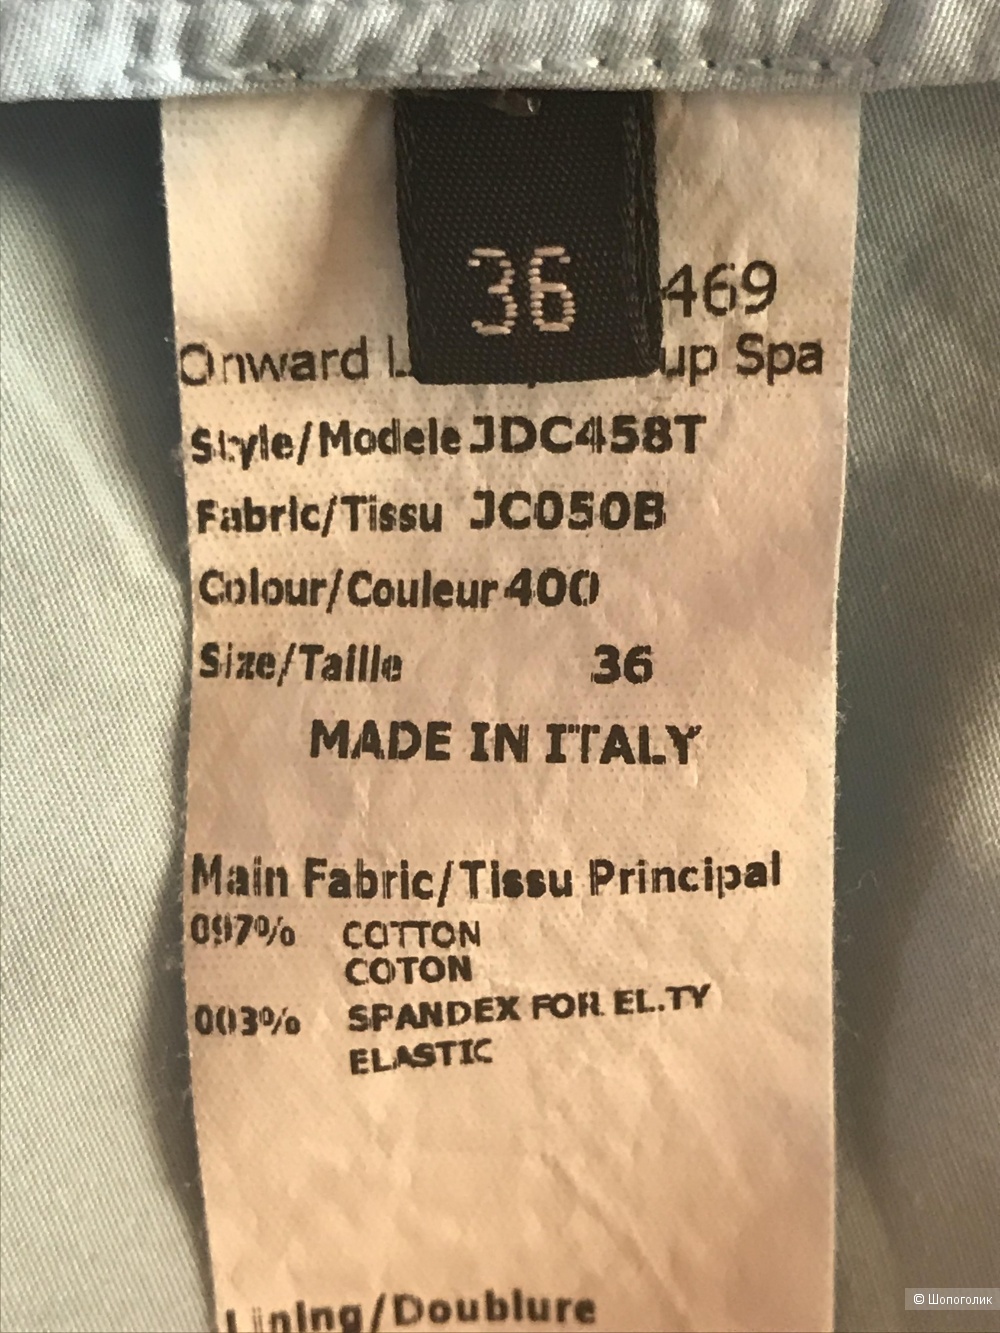 36
469
Onward L up Spa
Style/Modele JDC458T
Fabric/Tissu JC050B
Colour/Couleur 400
Size/Taille 36
MADE IN ITALY
Main Fabric/Tissu Principal
097% COTTON
COTON
003% SPANDEX FOR EL.TY
ELASTIC
Lining/Doublure
© Шопоголик